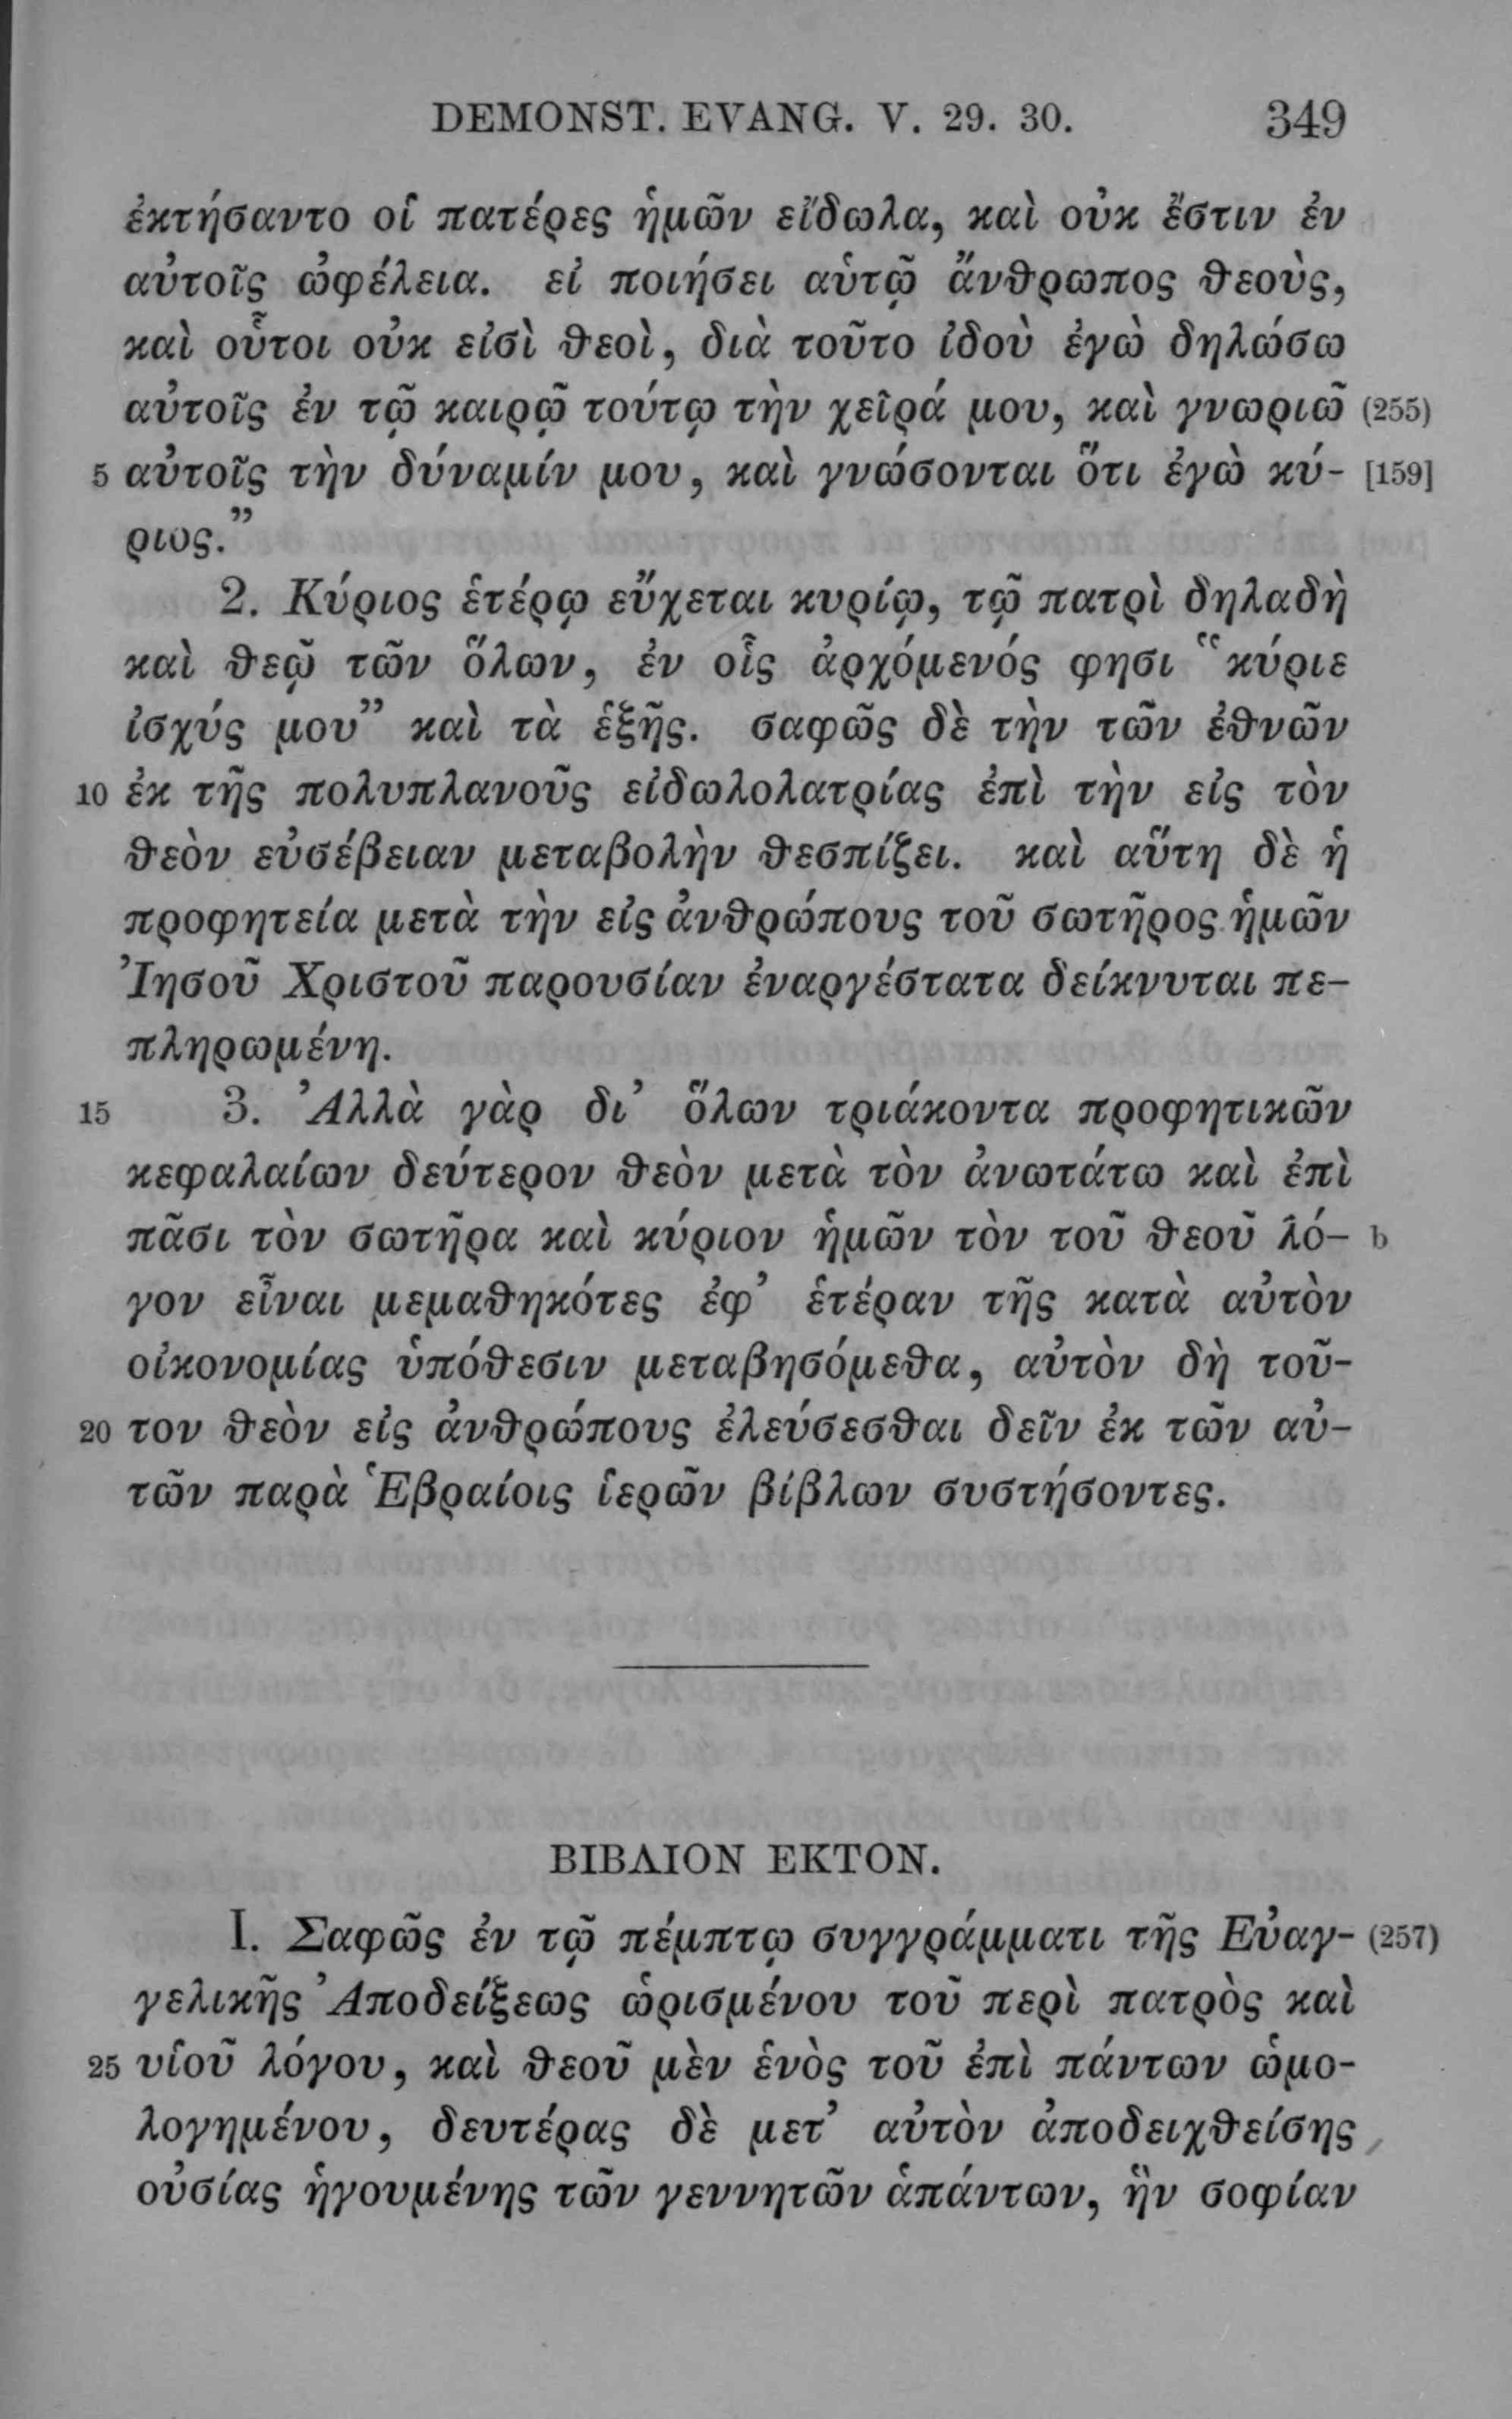 DEMONST. EVANG. V. 29. 30. 349
ἐκτήσαντο οἱ πατέρες ἡμῶν εἴδωλα, καὶ οὐκ ἔστιν ἐν
αὐτοῖς ὠφέλεια. εἰ ποιήσει αὑτῷ ἄνθρωπος θεοὺς,
καὶ οὗτοι οὐκ εἰσὶ θεοὶ, διὰ τοῦτο ἰδοὺ ἐγὼ δηλώσω
αὐτοῖς ἐν τῷ καιρῷ τούτῳ τὴν χεῖρά μου, καὶ γνωριῶ (255)
5 αὐτοῖς τὴν δύναμίν μου, καὶ γνώσονται ὅτι ἐγὼ κύ- [159]
ριος.”
2. Κύριος ἑτέρῳ εὔχεται κυρίῳ, τῷ πατρὶ δηλαδὴ
καὶ θεῷ τῶν ὅλων, ἐν οἷς ἀρχόμενός φησι “κύριε
ἰσχύς μου” καὶ τὰ ἑξῆς. σαφῶς δὲ τὴν τῶν ἐθνῶν
10 ἐκ τῆς πολυπλανοῦς εἰδωλολατρίας ἐπὶ τὴν εἰς τὸν
θεὸν εὐσέβειαν μεταβολὴν θεσπίζει. καὶ αὕτη δὲ ἡ
προφητεία μετὰ τὴν εἰς ἀνθρώπους τοῦ σωτῆρος ἡμῶν
Ἰησοῦ Χριστοῦ παρουσίαν ἐναργέστατα δείκνυται πε-
πληρωμένη.
15 3. Ἀλλὰ γὰρ δι’ ὅλων τριάκοντα προφητικῶν
κεφαλαίων δεύτερον θεὸν μετὰ τὸν ἀνωτάτω καὶ ἐπὶ
πᾶσι τὸν σωτῆρα καὶ κύριον ἡμῶν τὸν τοῦ θεοῦ λό- b
γον εἶναι μεμαθηκότες ἐφ’ ἑτέραν τῆς κατὰ αὐτὸν
οἰκονομίας ὑπόθεσιν μεταβησόμεθα, αὐτὸν δὴ τοῦ-
20 τον θεὸν εἰς ἀνθρώπους ἐλεύσεσθαι δεῖν ἐκ τῶν αὐ-
τῶν παρὰ Ἑβραίοις ἱερῶν βίβλων συστήσοντες.
ΒΙΒΛΙΟΝ ΕΚΤΟΝ.
I. Σαφῶς ἐν τῷ πέμπτῳ συγγράμματι τῆς Εὐαγ- (257)
γελικῆς Ἀποδείξεως ὡρισμένου τοῦ περὶ πατρὸς καὶ
25 υἱοῦ λόγου, καὶ θεοῦ μὲν ἑνὸς τοῦ ἐπὶ πάντων ὡμο-
λογημένου, δευτέρας δὲ μετ’ αὐτὸν ἀποδειχθείσης
οὐσίας ἡγουμένης τῶν γεννητῶν ἁπάντων, ἣν σοφίαν